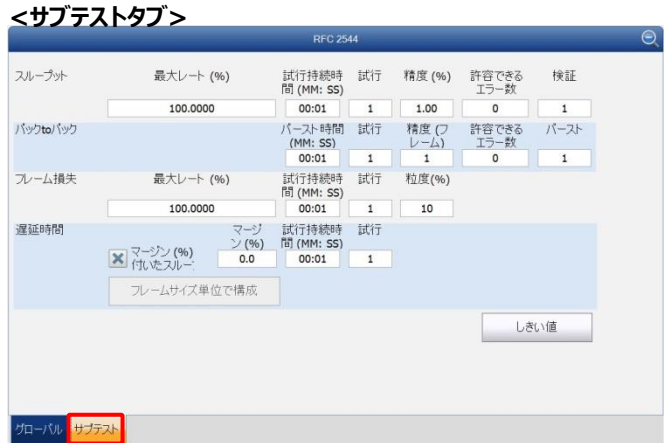 <サブテストタブ>
RFC 2544
スループット 最大レート (%) 試行持続時間 (MM: SS) 試行 精度 (%) 許容できるエラー数 検証
100.0000 00:01 1 1.00 0 1
バックtoバック バースト時間 (MM: SS) 試行 精度 (フレーム) 許容できるエラー数 バースト
00:01 1 1 0 1
フレーム損失 最大レート (%) 試行持続時間 (MM: SS) 試行 粒度(%)
100.0000 00:01 1 10
遅延時間 マージン (%) 試行持続時間 (MM: SS) 試行
マージン (%) 付いたスルー 0.0 00:01 1
フレームサイズ単位で構成
しきい値
グローバル サブテスト